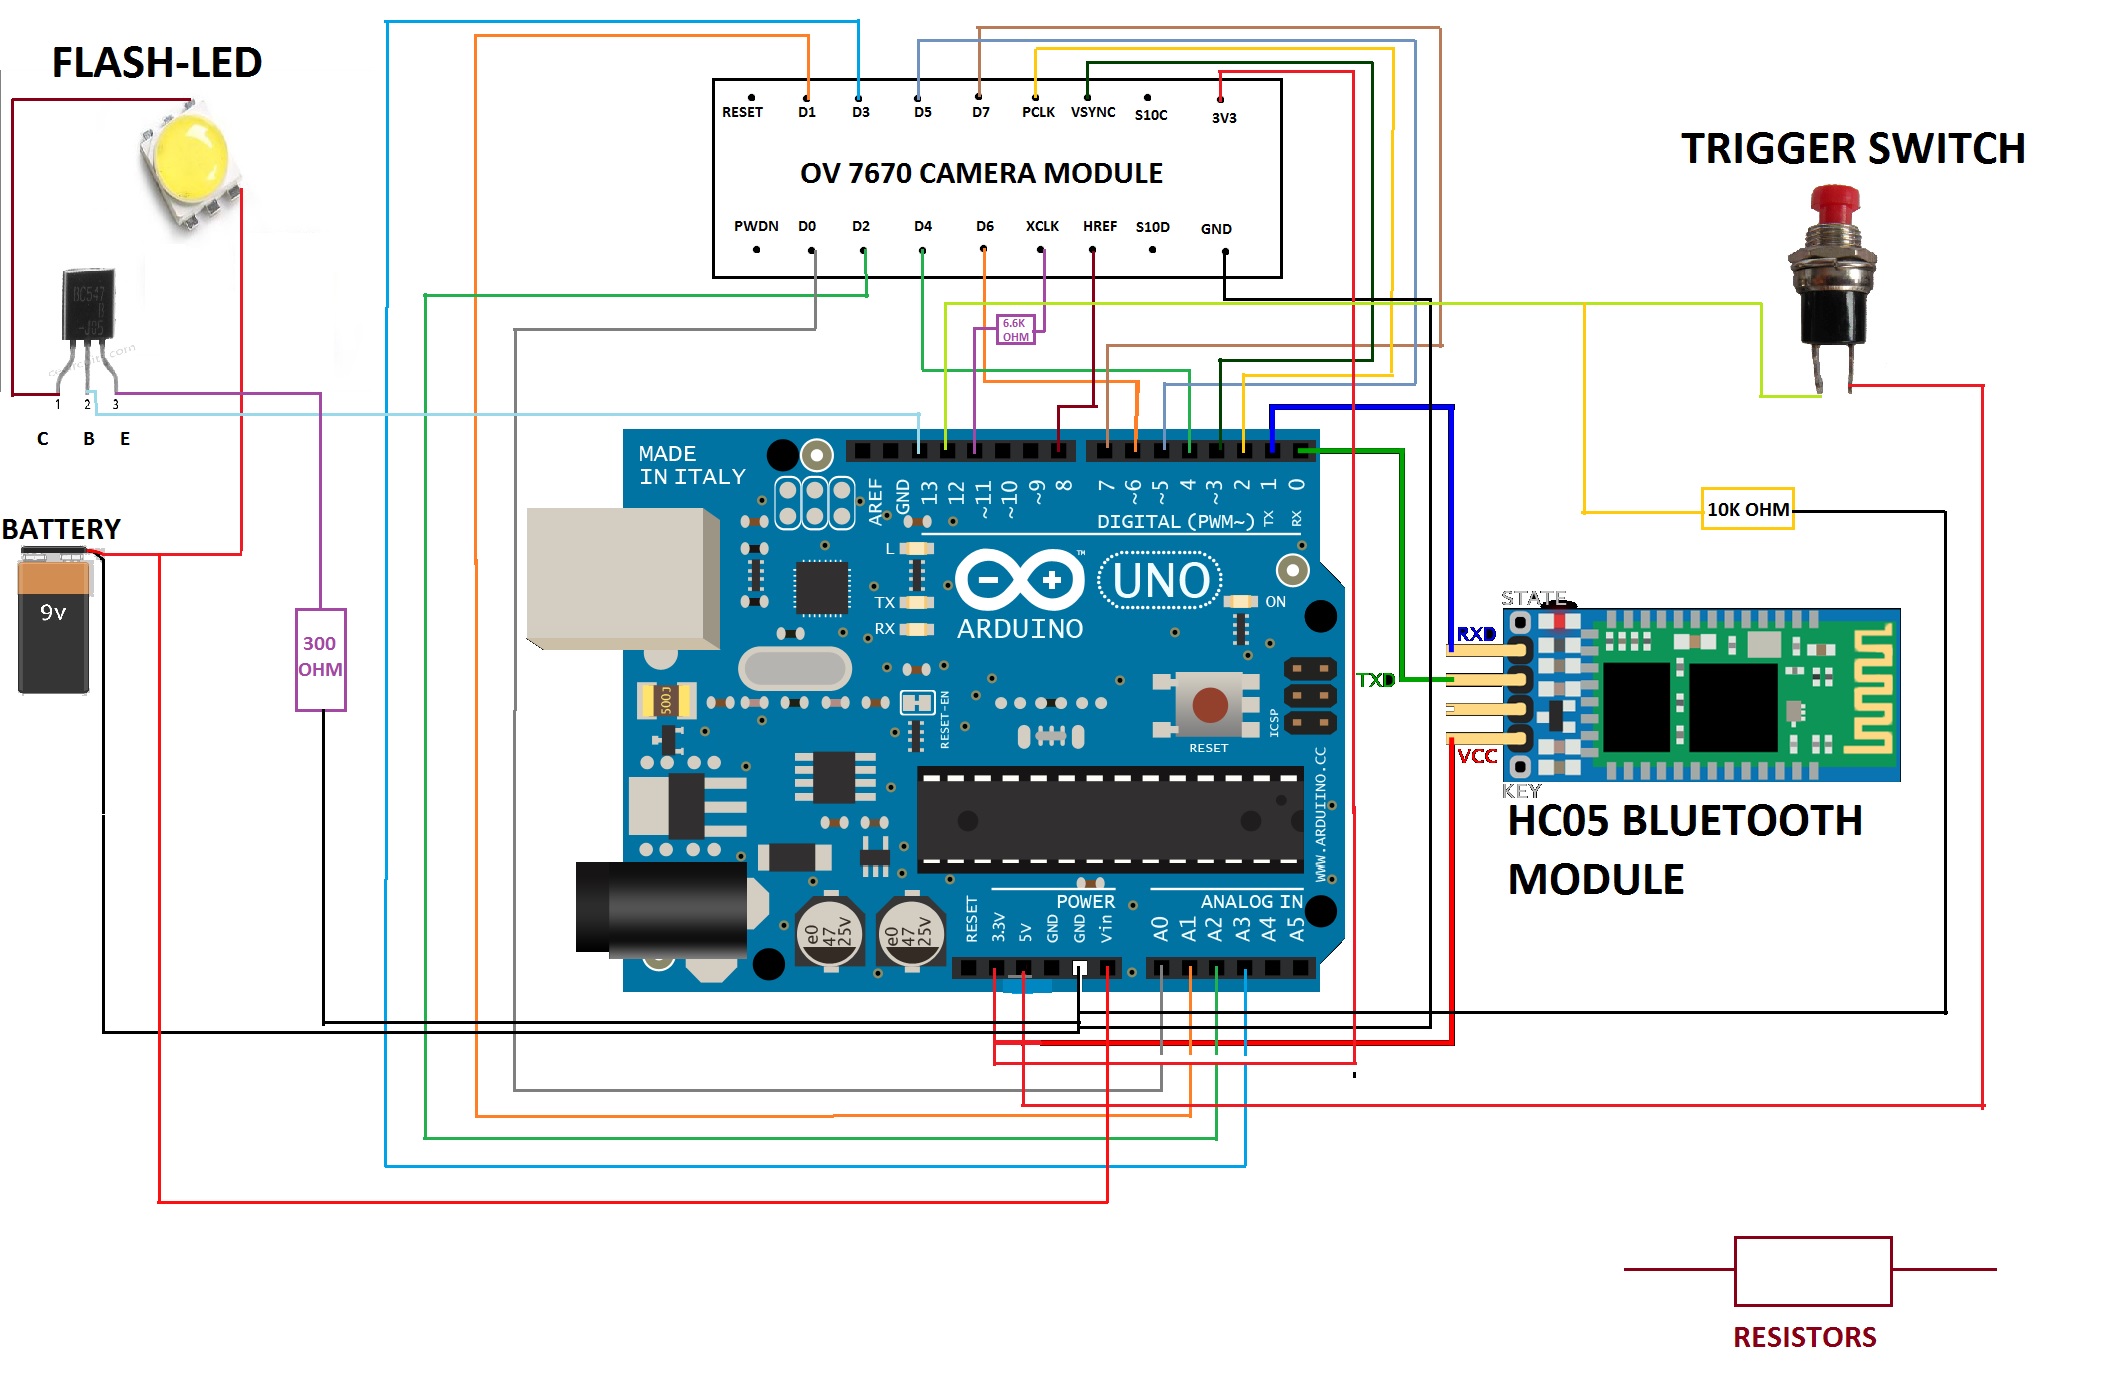 FLASH-LED
RESET D1 D3 D5 D7 PCLK VSYNC S10C 3V3
OV 7670 CAMERA MODULE
PWDN D0 D2 D4 D6 XCLK HREF S10D GND
TRIGGER SWITCH
BC547
B
-J05
6.6K
OHM
1 2 3
C B E
MADE
IN ITALY
AREF
GND
13
12
~11
~10
~9
8
7
~6
~5
4
~3
2
1
0
DIGITAL (PWM~)
TX
RX
10K OHM
BATTERY
9v
L
TX
RX
ARDUINO
TM
UNO
ON
300
OHM
STATE
RXD
TXD
VCC
KEY
500J
RESET-EN
RESET
ICSP
WWW.ARDUIINO.CC
HC05 BLUETOOTH
MODULE
POWER
ANALOG IN
RESET
3.3V
5V
GND
GND
Vin
A0
A1
A2
A3
A4
A5
e0
47
25V
e0
47
25V
RESISTORS